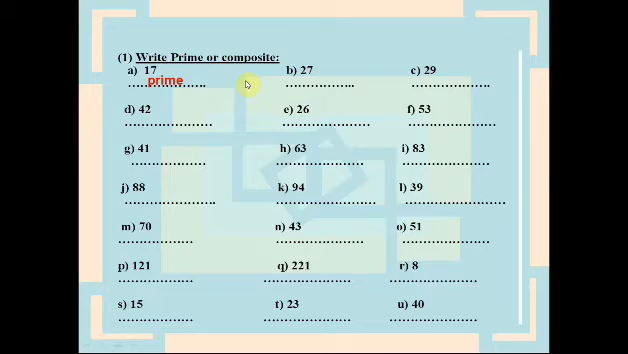 (1) Write Prime or composite:
a) 17 b) 27 c) 29
prime
d) 42 e) 26 f) 53
g) 41 h) 63 i) 83
j) 88 k) 94 l) 39
m) 70 n) 43 o) 51
p) 121 q) 221 r) 8
s) 15 t) 23 u) 40